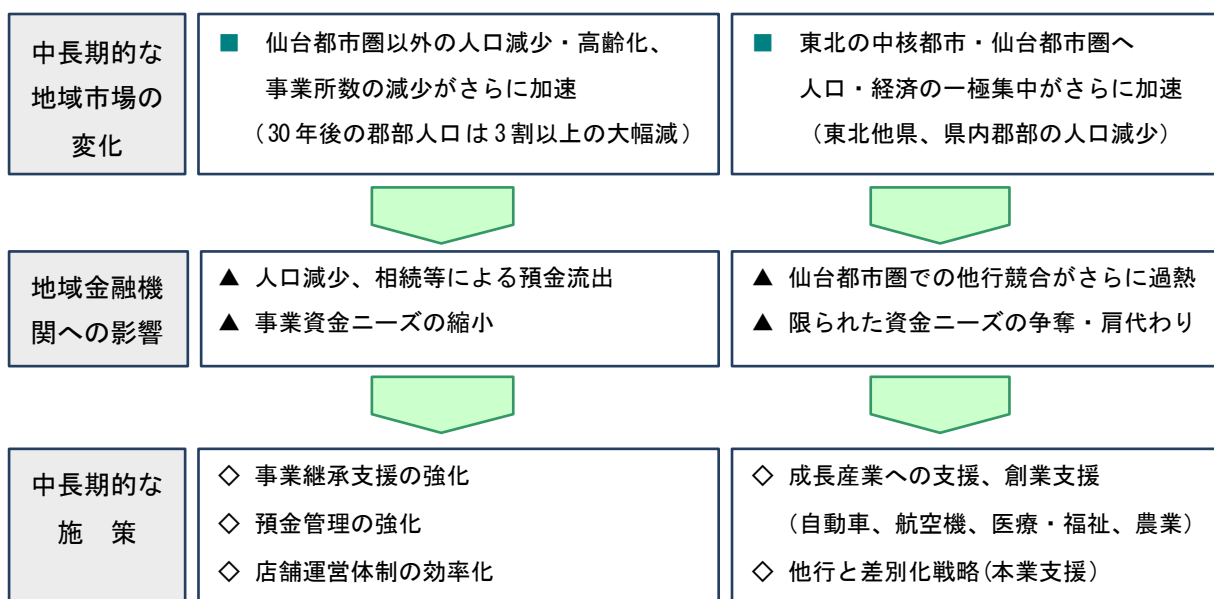 中長期的な
地域市場の
変化
■ 仙台都市圏以外の人口減少・高齢化、
事業所数の減少がさらに加速
（30年後の郡部人口は3割以上の大幅減）
■ 東北の中核都市・仙台都市圏へ
人口・経済の一極集中がさらに加速
（東北他県、県内郡部の人口減少）
地域金融機
関への影響
▲ 人口減少、相続等による預金流出
▲ 事業資金ニーズの縮小
▲ 仙台都市圏での他行競合がさらに過熱
▲ 限られた資金ニーズの争奪・肩代わり
中長期的な
施　策
◇ 事業継承支援の強化
◇ 預金管理の強化
◇ 店舗運営体制の効率化
◇ 成長産業への支援、創業支援
（自動車、航空機、医療・福祉、農業）
◇ 他行と差別化戦略(本業支援)